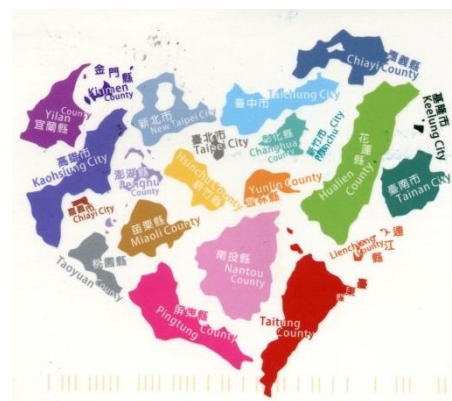 金門縣
Kinmen
County
嘉義縣
Chiayi County
Yilan
County
宜蘭縣
新北市
New Taipei City
臺中市
Taichung City
基隆市
Keelung City
高雄市
Kaohsiung City
臺北市
Taipei City
彰化縣
Changhua
County
新竹市
Hsinchu City
花蓮縣
Hualien
County
澎湖縣
Penghu
County
Hsinchu County
新竹縣
Yunlin County
雲林縣
臺南市
Tainan City
嘉義市
Chiayi City
苗栗縣
Miaoli County
桃園縣
Taoyuan County
南投縣
Nantou
County
連江縣
Lienchiang
County
屏東縣
Pingtung County
臺東縣
Taitung
County